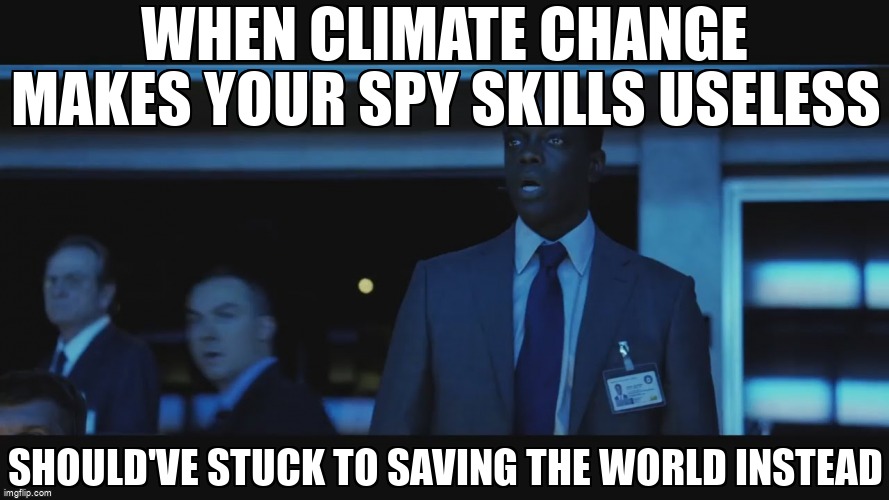 WHEN CLIMATE CHANGE
MAKES YOUR SPY SKILLS USELESS
SHOULD'VE STUCK TO SAVING THE WORLD INSTEAD
imgflip.com